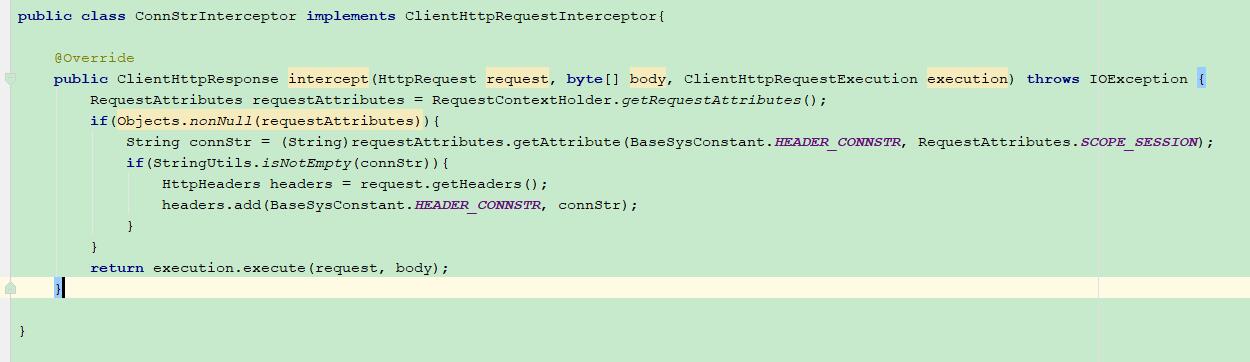 public class ConnStrInterceptor implements ClientHttpRequestInterceptor{
@Override
public ClientHttpResponse intercept(HttpRequest request, byte[] body, ClientHttpRequestExecution execution) throws IOException {
RequestAttributes requestAttributes = RequestContextHolder.getRequestAttributes();
if(Objects.nonNull(requestAttributes)){
String connStr = (String)requestAttributes.getAttribute(BaseSysConstant.HEADER_CONNSTR, RequestAttributes.SCOPE_SESSION);
if(StringUtils.isNotEmpty(connStr)){
HttpHeaders headers = request.getHeaders();
headers.add(BaseSysConstant.HEADER_CONNSTR, connStr);
}
}
return execution.execute(request, body);
}
}